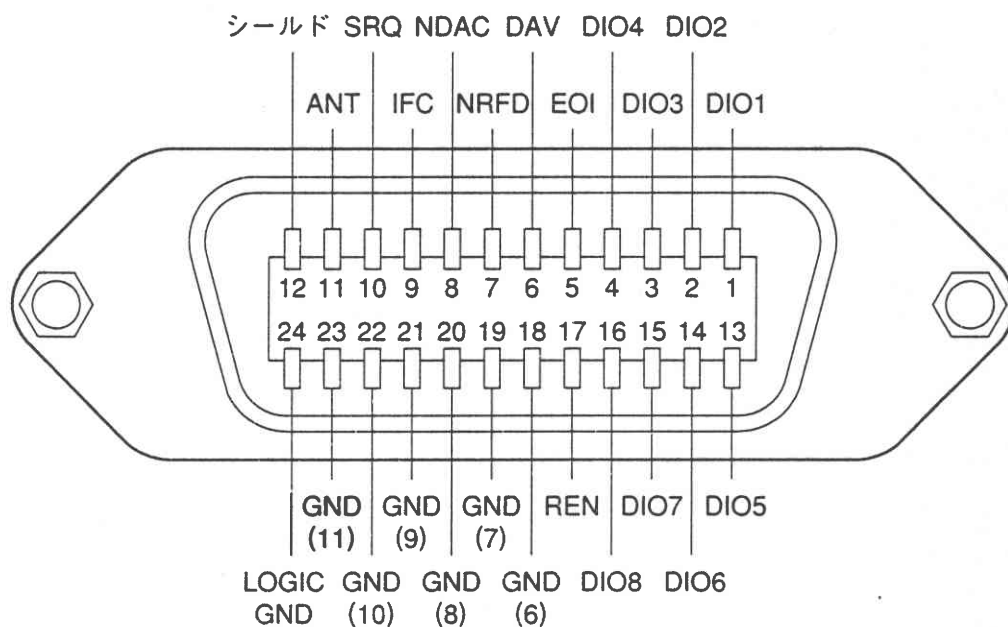 シールド SRQ NDAC DAV DIO4 DIO2
ANT IFC NRFD EOI DIO3 DIO1
12 11 10 9 8 7 6 5 4 3 2 1
24 23 22 21 20 19 18 17 16 15 14 13
GND GND GND REN DIO7 DIO5
(11) (9) (7)
LOGIC GND GND GND DIO8 DIO6
GND (10) (8) (6)